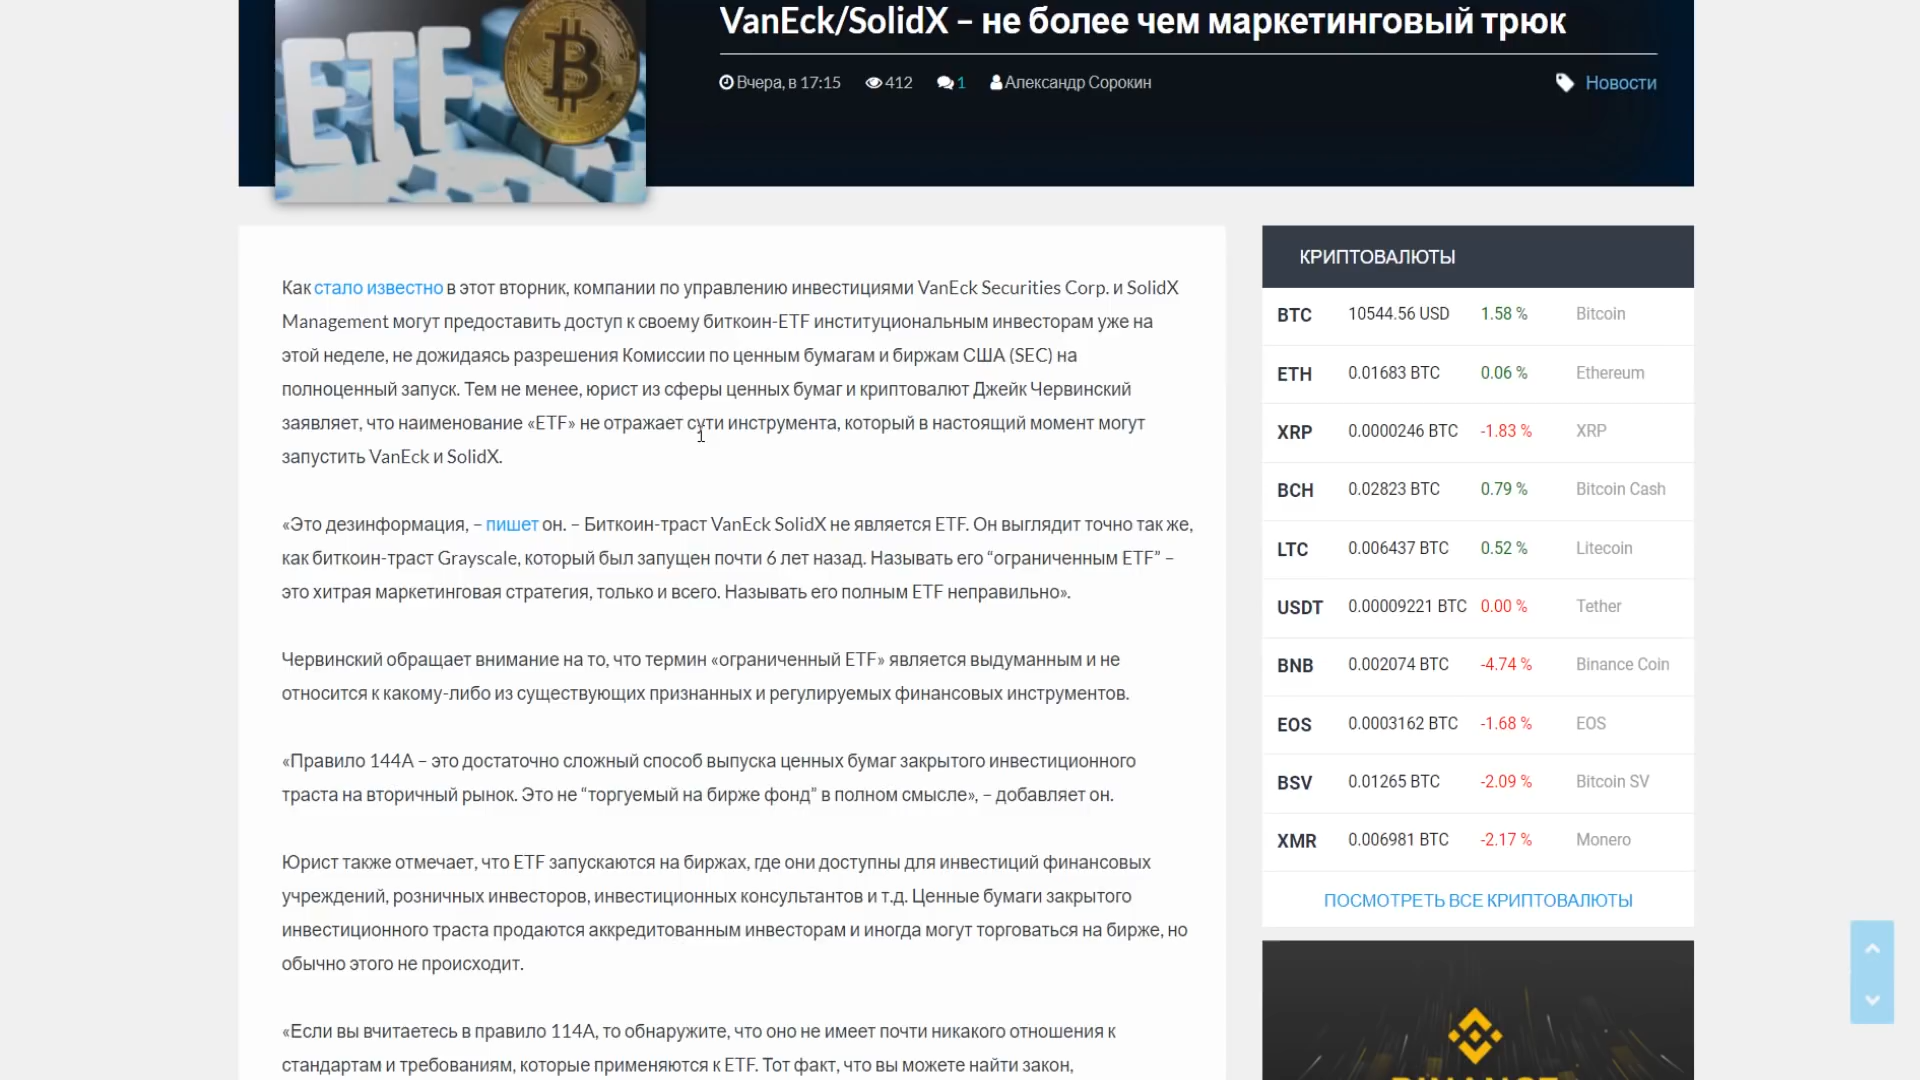 ETF
VanEck/SolidX – не более чем маркетинговый трюк
Вчера, в 17:15 412 1 Александр Сорокин Новости
Как стало известно в этот вторник, компании по управлению инвестициями VanEck Securities Corp. и SolidX
Management могут предоставить доступ к своему биткоин-ETF институциональным инвесторам уже на
этой неделе, не дожидаясь разрешения Комиссии по ценным бумагам и биржам США (SEC) на
полноценный запуск. Тем не менее, юрист из сферы ценных бумаг и криптовалют Джейк Червинский
заявляет, что наименование «ETF» не отражает сути инструмента, который в настоящий момент могут
запустить VanEck и SolidX.
«Это дезинформация, – пишет он. – Биткоин-траст VanEck SolidX не является ETF. Он выглядит точно так же,
как биткоин-траст Grayscale, который был запущен почти 6 лет назад. Называть его “ограниченным ETF” –
это хитрая маркетинговая стратегия, только и всего. Называть его полным ETF неправильно».
Червинский обращает внимание на то, что термин «ограниченный ETF» является выдуманным и не
относится к какому-либо из существующих признанных и регулируемых финансовых инструментов.
«Правило 144A – это достаточно сложный способ выпуска ценных бумаг закрытого инвестиционного
траста на вторичный рынок. Это не “торгуемый на бирже фонд” в полном смысле», – добавляет он.
Юрист также отмечает, что ETF запускаются на биржах, где они доступны для инвестиций финансовых
учреждений, розничных инвесторов, инвестиционных консультантов и т.д. Ценные бумаги закрытого
инвестиционного траста продаются аккредитованным инвесторам и иногда могут торговаться на бирже, но
обычно этого не происходит.
«Если вы вчитаетесь в правило 114A, то обнаружите, что оно не имеет почти никакого отношения к
стандартам и требованиям, которые применяются к ETF. Тот факт, что вы можете найти закон,
КРИПТОВАЛЮТЫ
BTC 10544.56 USD 1.58 % Bitcoin
ETH 0.01683 BTC 0.06 % Ethereum
XRP 0.0000246 BTC -1.83 % XRP
BCH 0.02823 BTC 0.79 % Bitcoin Cash
LTC 0.006437 BTC 0.52 % Litecoin
USDT 0.00009221 BTC 0.00 % Tether
BNB 0.002074 BTC -4.74 % Binance Coin
EOS 0.0003162 BTC -1.68 % EOS
BSV 0.01265 BTC -2.09 % Bitcoin SV
XMR 0.006981 BTC -2.17 % Monero
ПОСМОТРЕТЬ ВСЕ КРИПТОВАЛЮТЫ